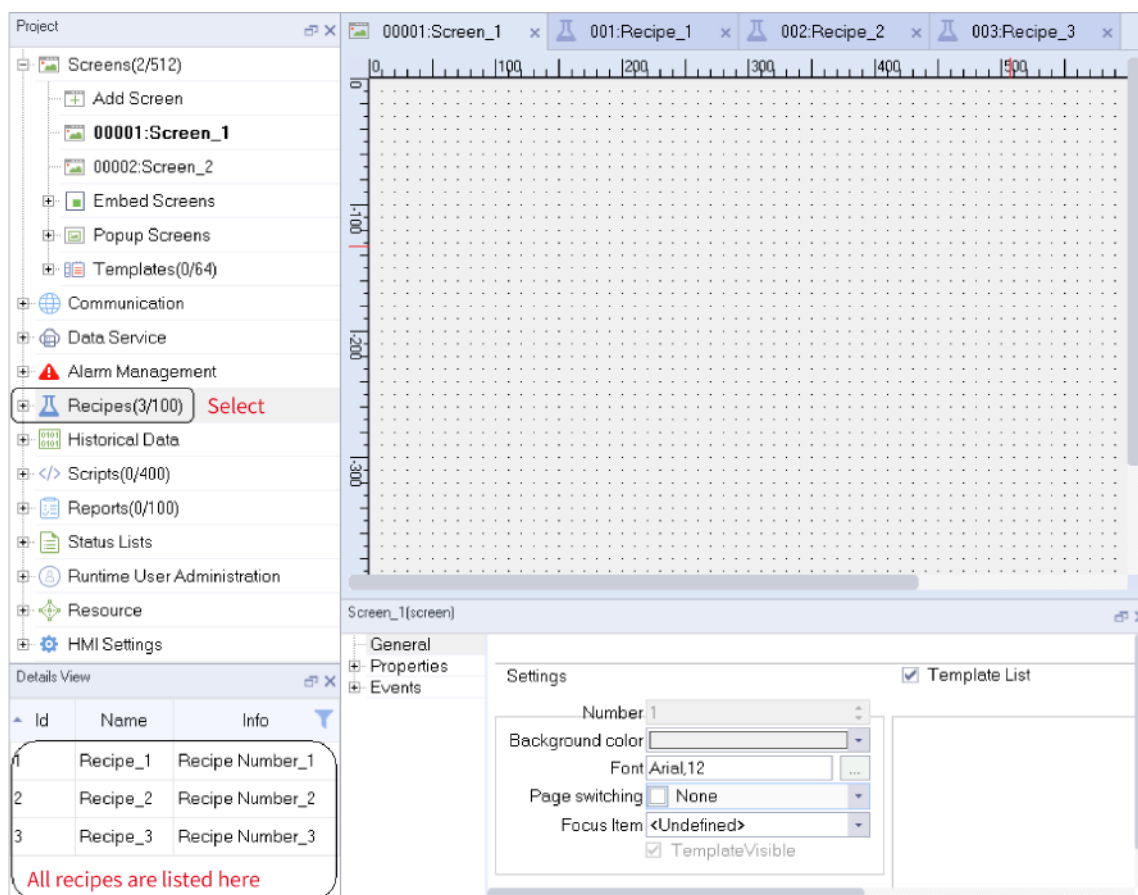 Project
Screens(2/512)
Add Screen
00001:Screen_1
00002:Screen_2
Embed Screens
Popup Screens
Templates(0/64)
Communication
Data Service
Alarm Management
Recipes(3/100) Select
Historical Data
Scripts(0/400)
Reports(0/100)
Status Lists
Runtime User Administration
Resource
HMI Settings
Details View
Id Name Info
1 Recipe_1 Recipe Number_1
2 Recipe_2 Recipe Number_2
3 Recipe_3 Recipe Number_3
All recipes are listed here
00001:Screen_1 001:Recipe_1 002:Recipe_2 003:Recipe_3
0 100 200 300 400 500
0
-100
-200
-300
Screen_1(screen)
General
Properties
Events
Settings
Number 1
Background color
Font Arial,12 ...
Page switching None
Focus Item <Undefined>
TemplateVisible
Template List